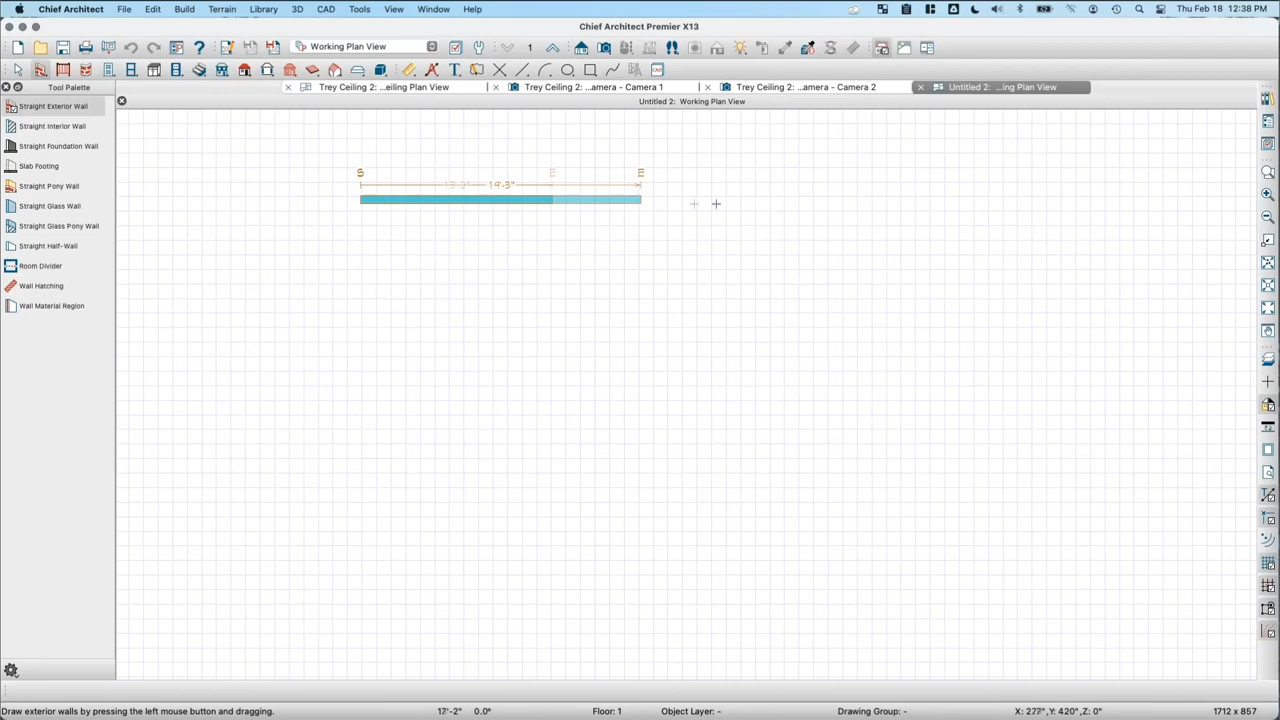 Chief Architect File Edit Build Terrain Library 3D CAD Tools View Window Help Thu Feb 18 12:38 PM
Chief Architect Premier X13
Working Plan View 1
Tool Palette
Trey Ceiling 2: ...eiling Plan View Trey Ceiling 2: ...amera - Camera 1 Trey Ceiling 2: ...amera - Camera 2 Untitled 2: ...ing Plan View
Untitled 2: Working Plan View
Straight Exterior Wall
Straight Interior Wall
Straight Foundation Wall
Slab Footing
Straight Pony Wall
Straight Glass Wall
Straight Glass Pony Wall
Straight Half-Wall
Room Divider
Wall Hatching
Wall Material Region
S E E
CAD
Draw exterior walls by pressing the left mouse button and dragging. 17'-2" 0.0° Floor: 1 Object Layer: - Drawing Group: - Y: 420", Z: 0" 1712 x 857